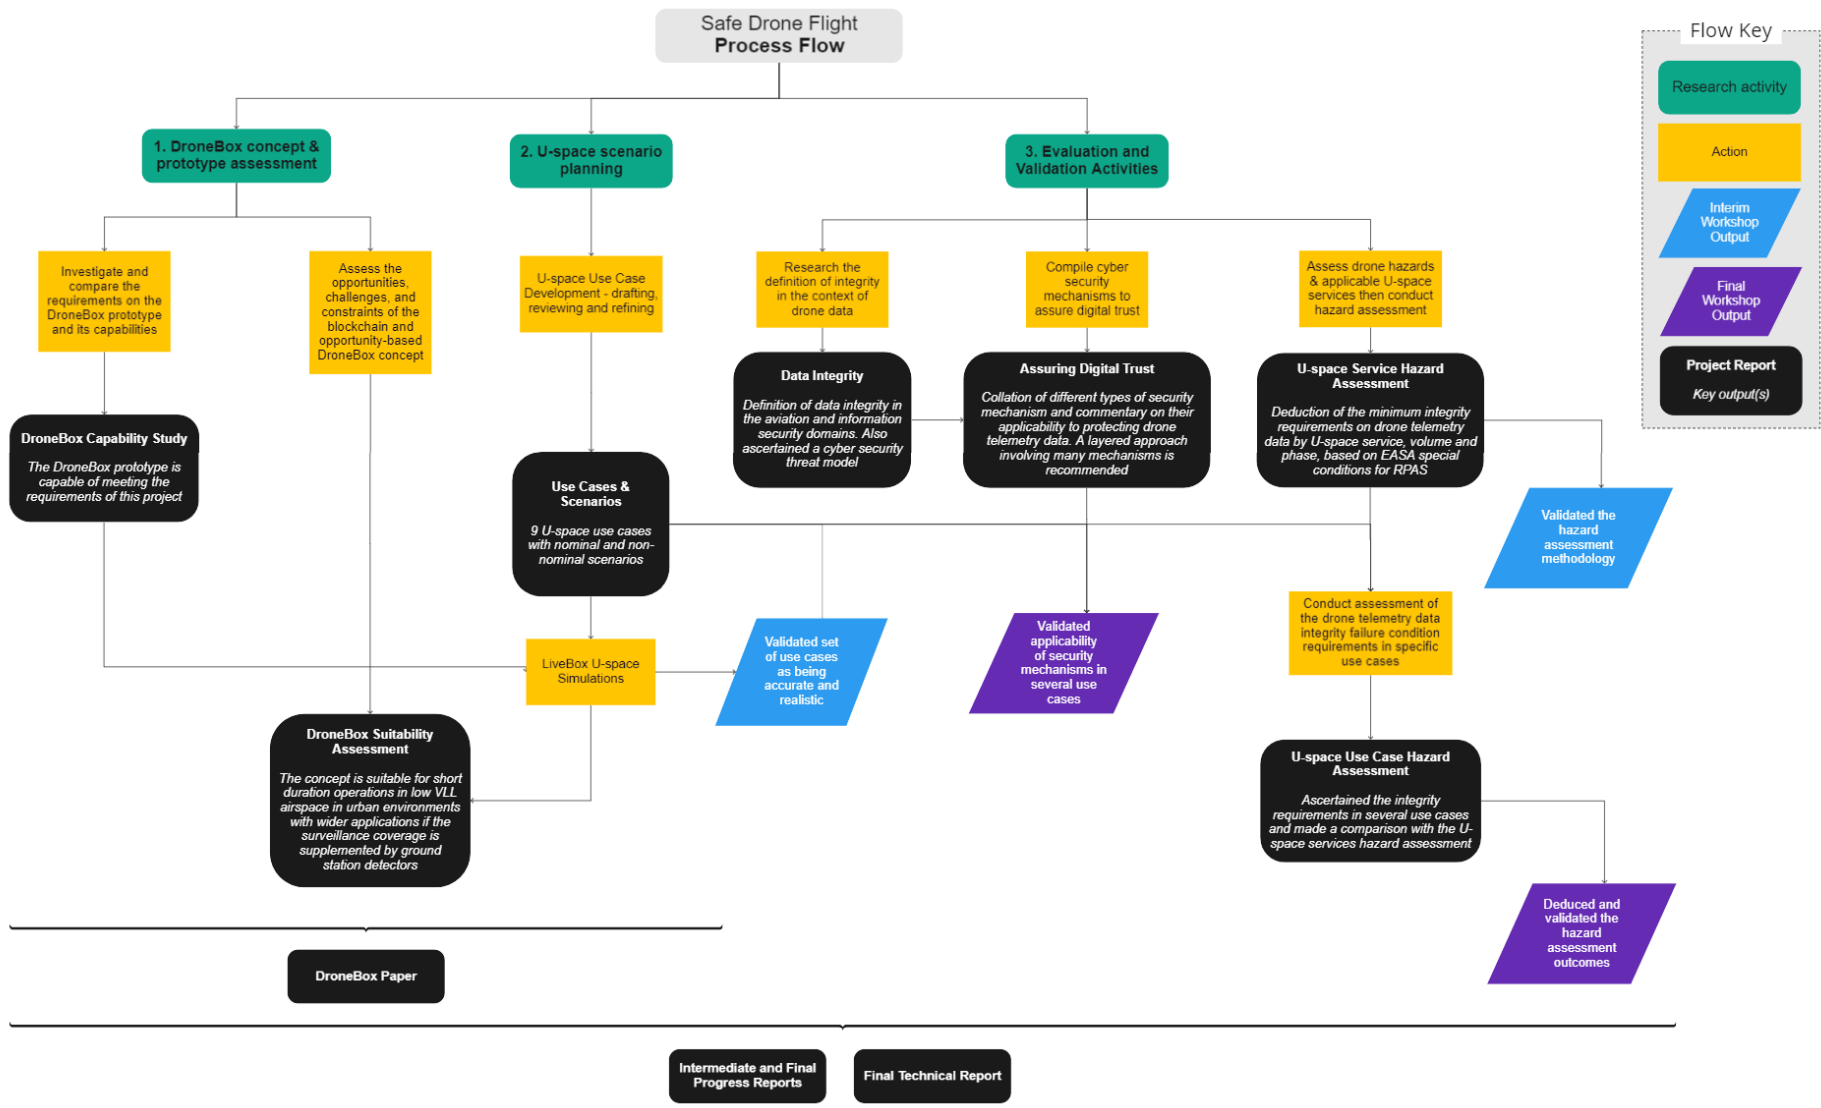 Safe Drone Flight
Process Flow
Flow Key
Research activity
Action
Interim
Workshop
Output
Final
Workshop
Output
Project Report
Key output(s)
1. DroneBox concept &
prototype assessment
2. U-space scenario
planning
3. Evaluation and
Validation Activities
Investigate and
compare the
requirements on the
DroneBox prototype
and its capabilities
Assess the
opportunities,
challenges, and
constraints of the
blockchain and
opportunity-based
DroneBox concept
U-space Use Case
Development - drafting,
reviewing and refining
Research the
definition of integrity
in the context of
drone data
Compile cyber
security
mechanisms to
assure digital trust
Assess drone hazards
& applicable U-space
services then conduct
hazard assessment
DroneBox Capability Study
The DroneBox prototype is
capable of meeting the
requirements of this project
Use Cases &
Scenarios
9 U-space use cases
with nominal and non-
nominal scenarios
Data Integrity
Definition of data integrity in
the aviation and information
security domains. Also
ascertained a cyber security
threat model
Assuring Digital Trust
Collation of different types of security
mechanism and commentary on their
applicability to protecting drone
telemetry data. A layered approach
involving many mechanisms is
recommended
U-space Service Hazard
Assessment
Deduction of the minimum integrity
requirements on drone telemetry
data by U-space service, volume and
phase, based on EASA special
conditions for RPAS
Validated the
hazard
assessment
methodology
LiveBox U-space
Simulations
Validated set
of use cases
as being
accurate and
realistic
Validated
applicability
of security
mechanisms in
several use
cases
Conduct assessment of
the drone telemetry data
integrity failure condition
requirements in specific
use cases
DroneBox Suitability
Assessment
The concept is suitable for short
duration operations in low VLL
airspace in urban environments
with wider applications if the
surveillance coverage is
supplemented by ground
station detectors
U-space Use Case Hazard
Assessment
Ascertained the integrity
requirements in several use cases
and made a comparison with the U-
space services hazard assessment
Deduced and
validated the
hazard
assessment
outcomes
DroneBox Paper
Intermediate and Final
Progress Reports
Final Technical Report